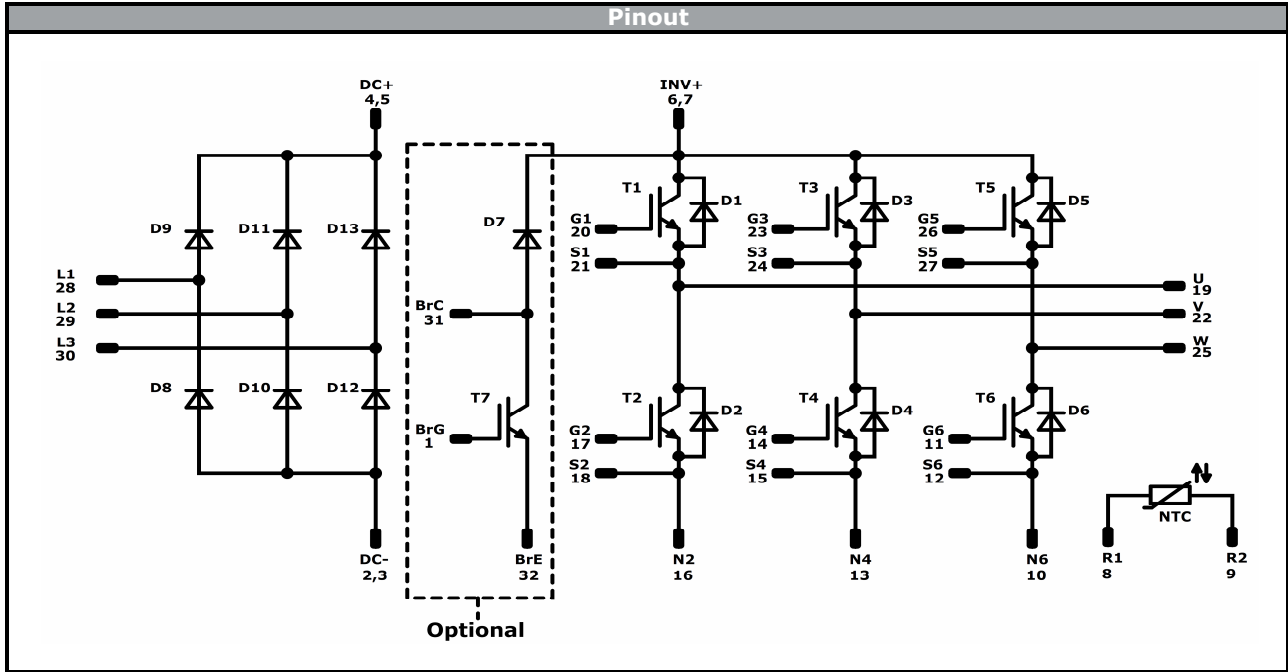 Pinout
DC+
4,5
INV+
6,7
T1
D1
T3
D3
T5
D5
G1
20
G3
23
G5
26
D9
D11
D13
D7
S1
21
S3
24
S5
27
L1
28
U
19
L2
29
BrC
31
V
22
L3
30
W
25
D8
D10
D12
T7
T2
D2
T4
D4
T6
D6
BrG
1
G2
17
G4
14
G6
11
S2
18
S4
15
S6
12
NTC
DC-
2,3
BrE
32
N2
16
N4
13
N6
10
R1
8
R2
9
Optional